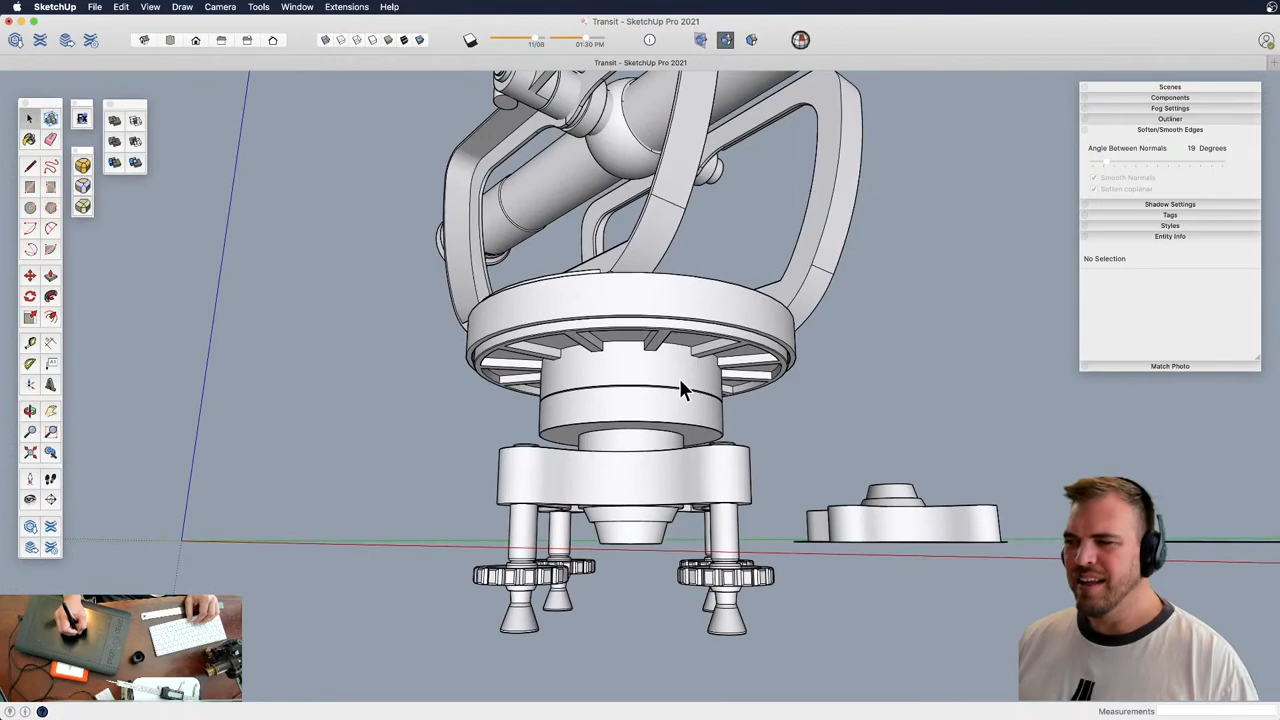 SketchUp File Edit View Draw Camera Tools Window Extensions Help
Transit - SketchUp Pro 2021
11/08 01:30 PM
Transit - SketchUp Pro 2021
Scenes
Components
Fog Settings
Outliner
Soften/Smooth Edges
Angle Between Normals 19 Degrees
Smooth Normals
Soften coplanar
Shadow Settings
Tags
Styles
Entity Info
No Selection
Match Photo
Measurements